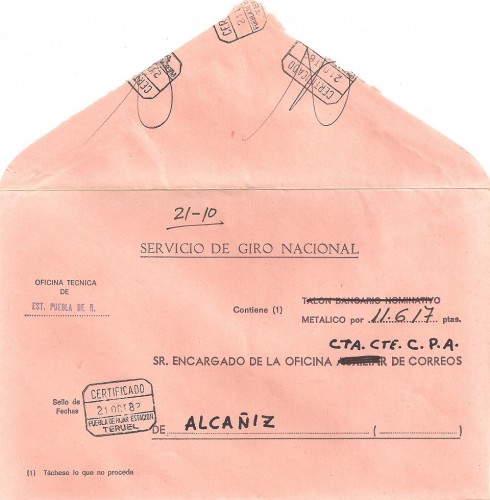 CERTIFICADO
21-10
SERVICIO DE GIRO NACIONAL
OFICINA TECNICA
DE
EST. PUEBLA DE H.
Contiene (1)
TALON BANCARIO NOMINATIVO
METALICO por 11.617 ptas.
CTA. CTE. C.P.A.
SR. ENCARGADO DE LA OFICINA AUXILIAR DE CORREOS
Sello de
Fechas
CERTIFICADO
21 OCT 82
PUEBLA DE HIJAR ESTACION
TERUEL
DE ALCAÑIZ ( )
(1) Táchese lo que no proceda